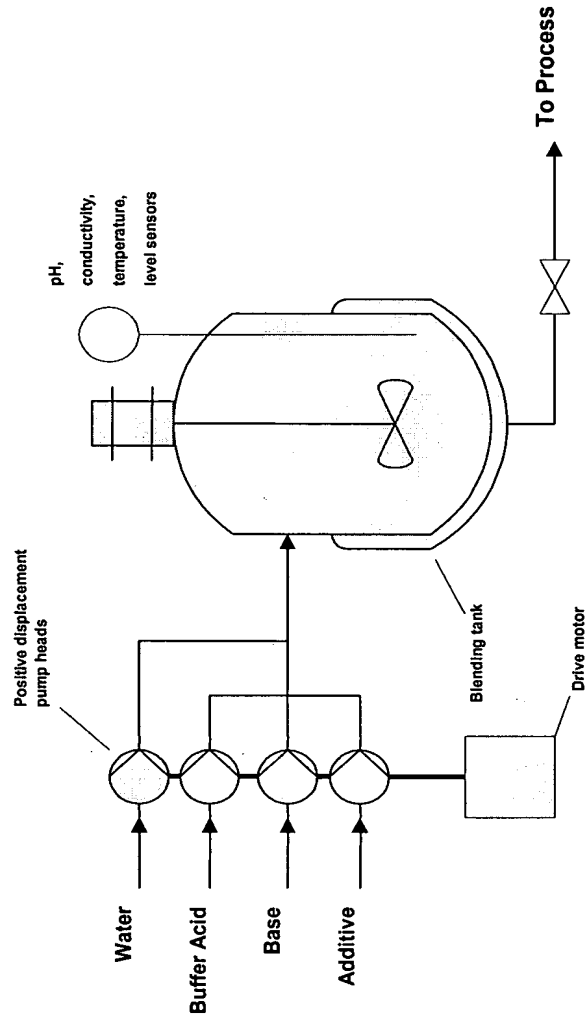 Water
Buffer Acid
Base
Additive
Positive displacement
pump heads
pH,
conductivity,
temperature,
level sensors
Blending tank
Drive motor
To Process